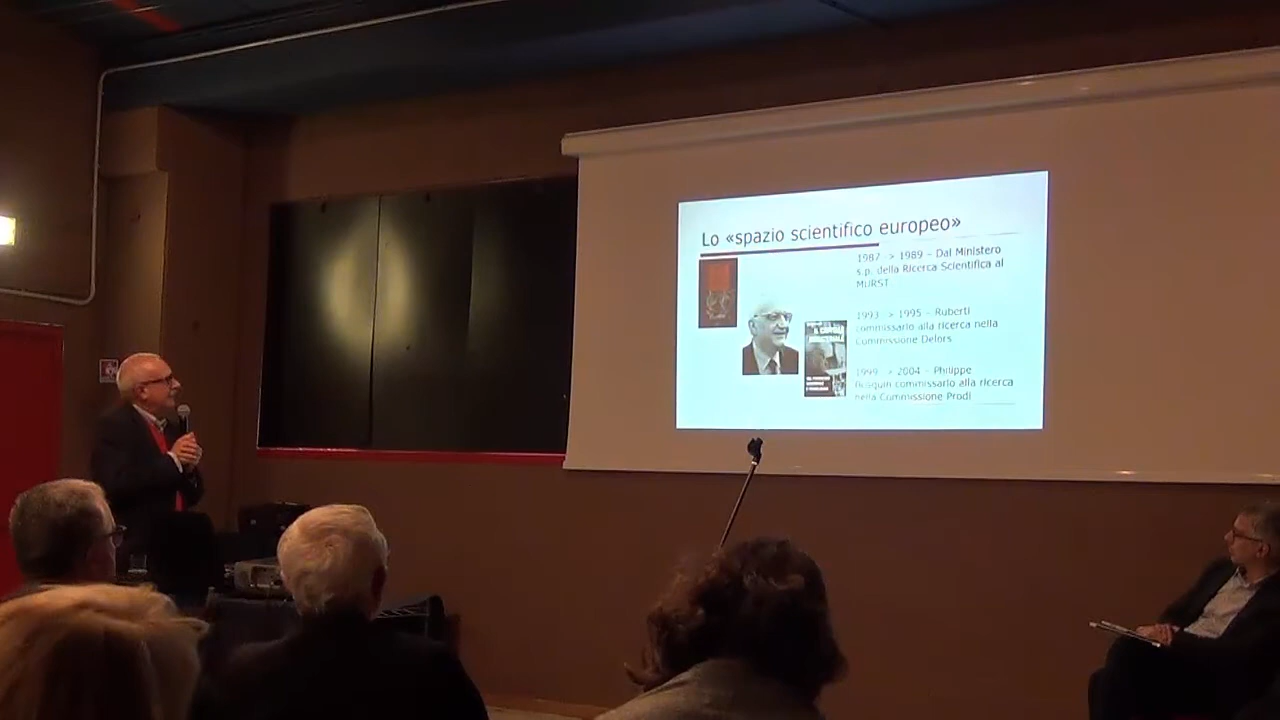 Lo «spazio scientifico europeo»
1987 -> 1989 – Dal Ministero
s.p. della Ricerca Scientifica al
MURST
1993 -> 1995 – Ruberti
commissario alla ricerca nella
Commissione Delors
1999 -> 2004 – Philippe
Busquin commissario alla ricerca
nella Commissione Prodi